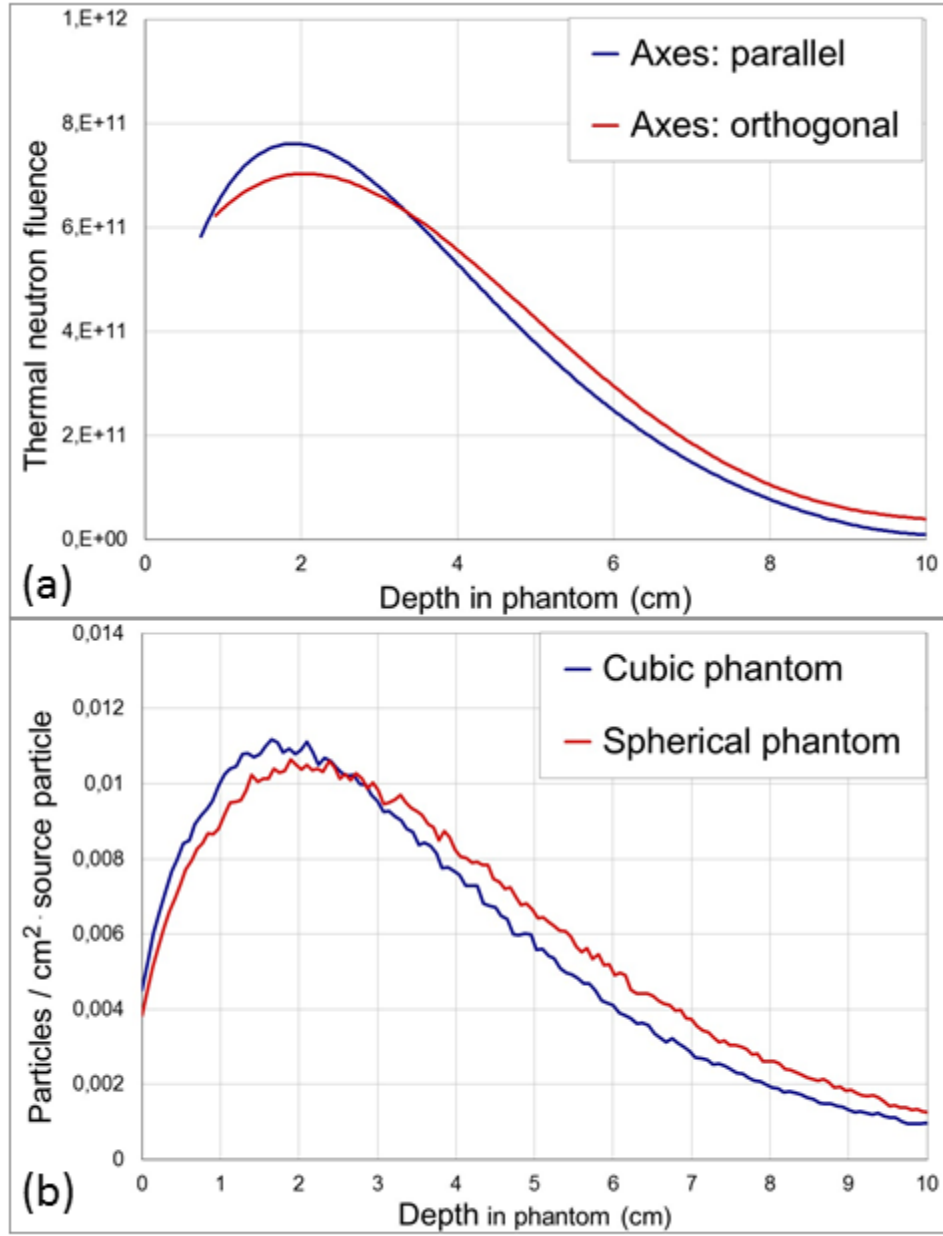 1,E+12
8,E+11
6,E+11
4,E+11
2,E+11
0,E+00
Thermal neutron fluence
Axes: parallel
Axes: orthogonal
0 2 4 6 8 10
Depth in phantom (cm)
(a)
0,014
0,012
0,01
0,008
0,006
0,004
0,002
0
Particles / cm² · source particle
Cubic phantom
Spherical phantom
0 1 2 3 4 5 6 7 8 9 10
Depth in phantom (cm)
(b)